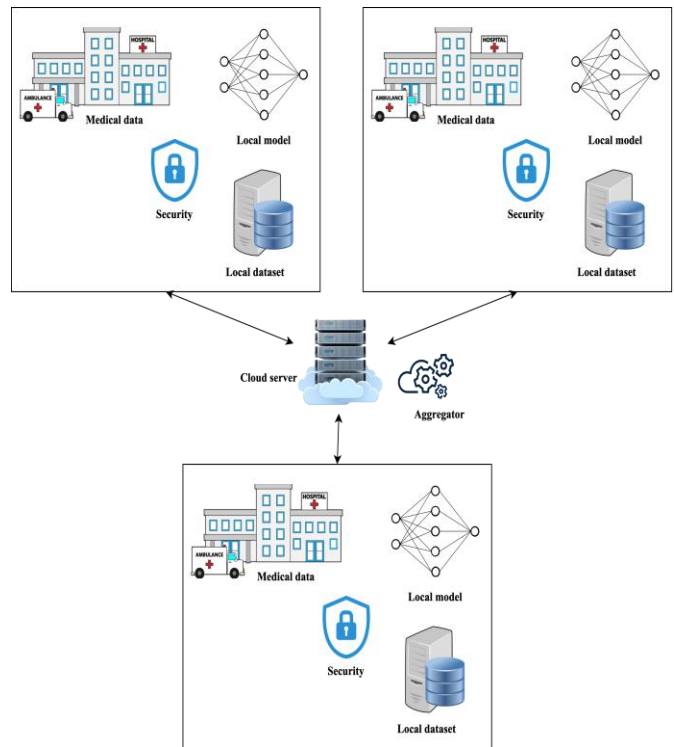 HOSPITAL
AMBULANCE
Medical data
Local model
Security
Local dataset
HOSPITAL
AMBULANCE
Medical data
Local model
Security
Local dataset
Cloud server
Aggregator
HOSPITAL
AMBULANCE
Medical data
Local model
Security
Local dataset